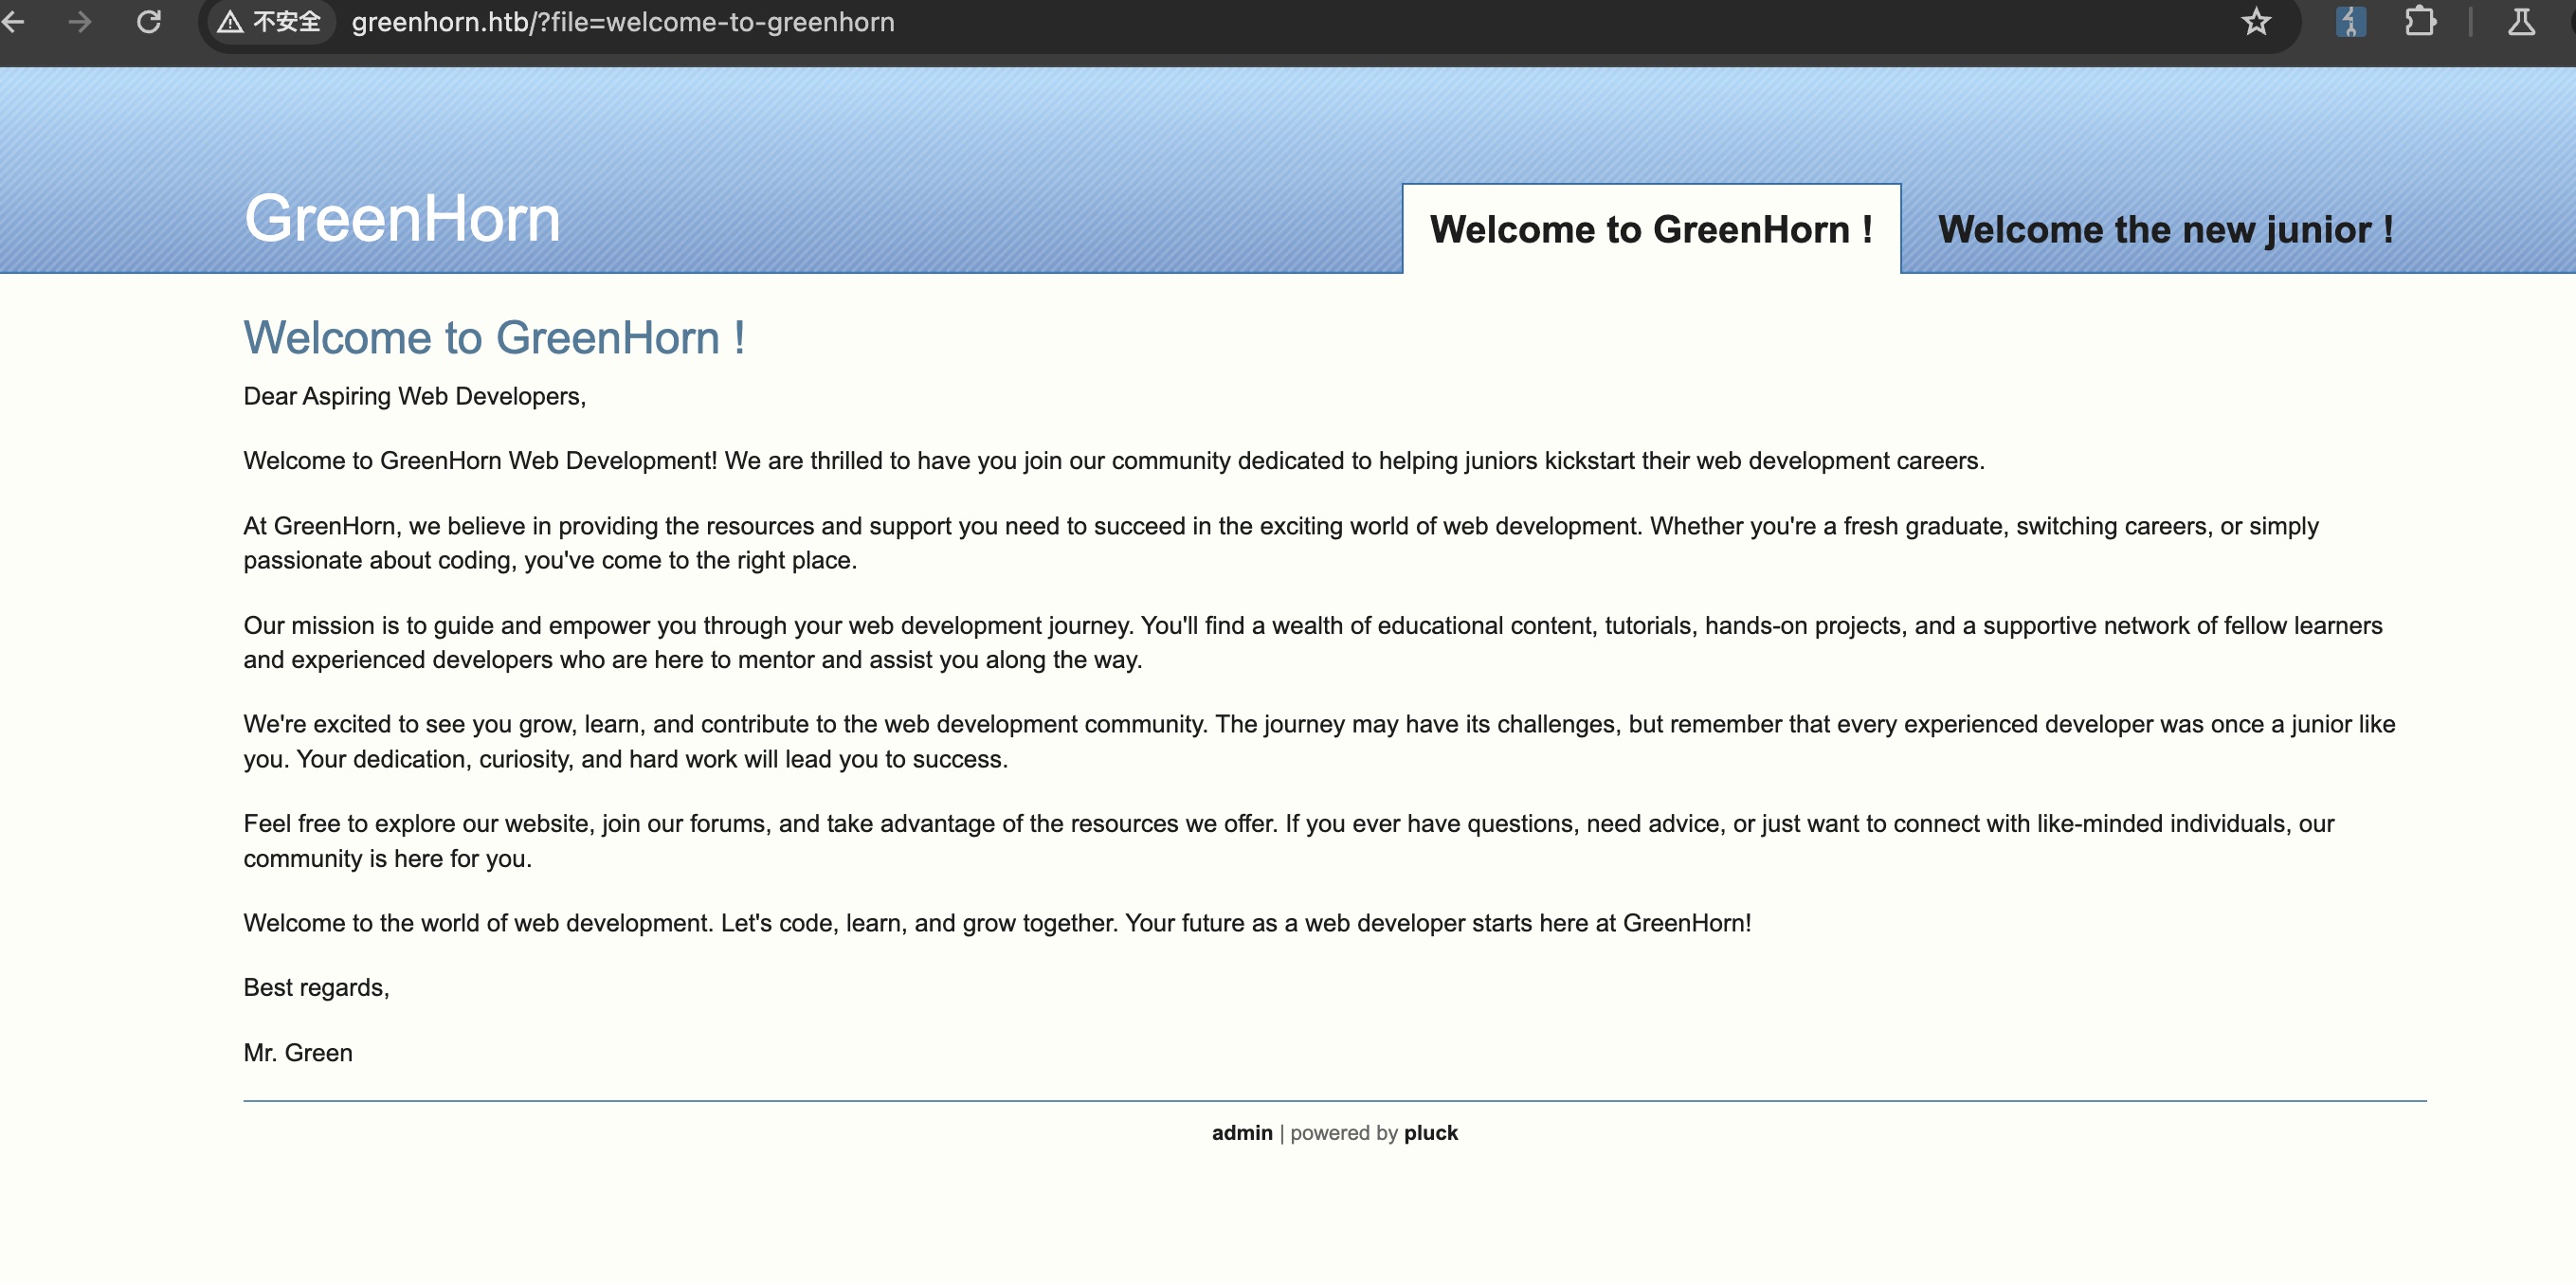 不安全 greenhorn.htb/?file=welcome-to-greenhorn
GreenHorn
Welcome to GreenHorn !
Welcome the new junior !
Welcome to GreenHorn !
Dear Aspiring Web Developers,
Welcome to GreenHorn Web Development! We are thrilled to have you join our community dedicated to helping juniors kickstart their web development careers.
At GreenHorn, we believe in providing the resources and support you need to succeed in the exciting world of web development. Whether you're a fresh graduate, switching careers, or simply
passionate about coding, you've come to the right place.
Our mission is to guide and empower you through your web development journey. You'll find a wealth of educational content, tutorials, hands-on projects, and a supportive network of fellow learners
and experienced developers who are here to mentor and assist you along the way.
We're excited to see you grow, learn, and contribute to the web development community. The journey may have its challenges, but remember that every experienced developer was once a junior like
you. Your dedication, curiosity, and hard work will lead you to success.
Feel free to explore our website, join our forums, and take advantage of the resources we offer. If you ever have questions, need advice, or just want to connect with like-minded individuals, our
community is here for you.
Welcome to the world of web development. Let's code, learn, and grow together. Your future as a web developer starts here at GreenHorn!
Best regards,
Mr. Green
admin | powered by pluck